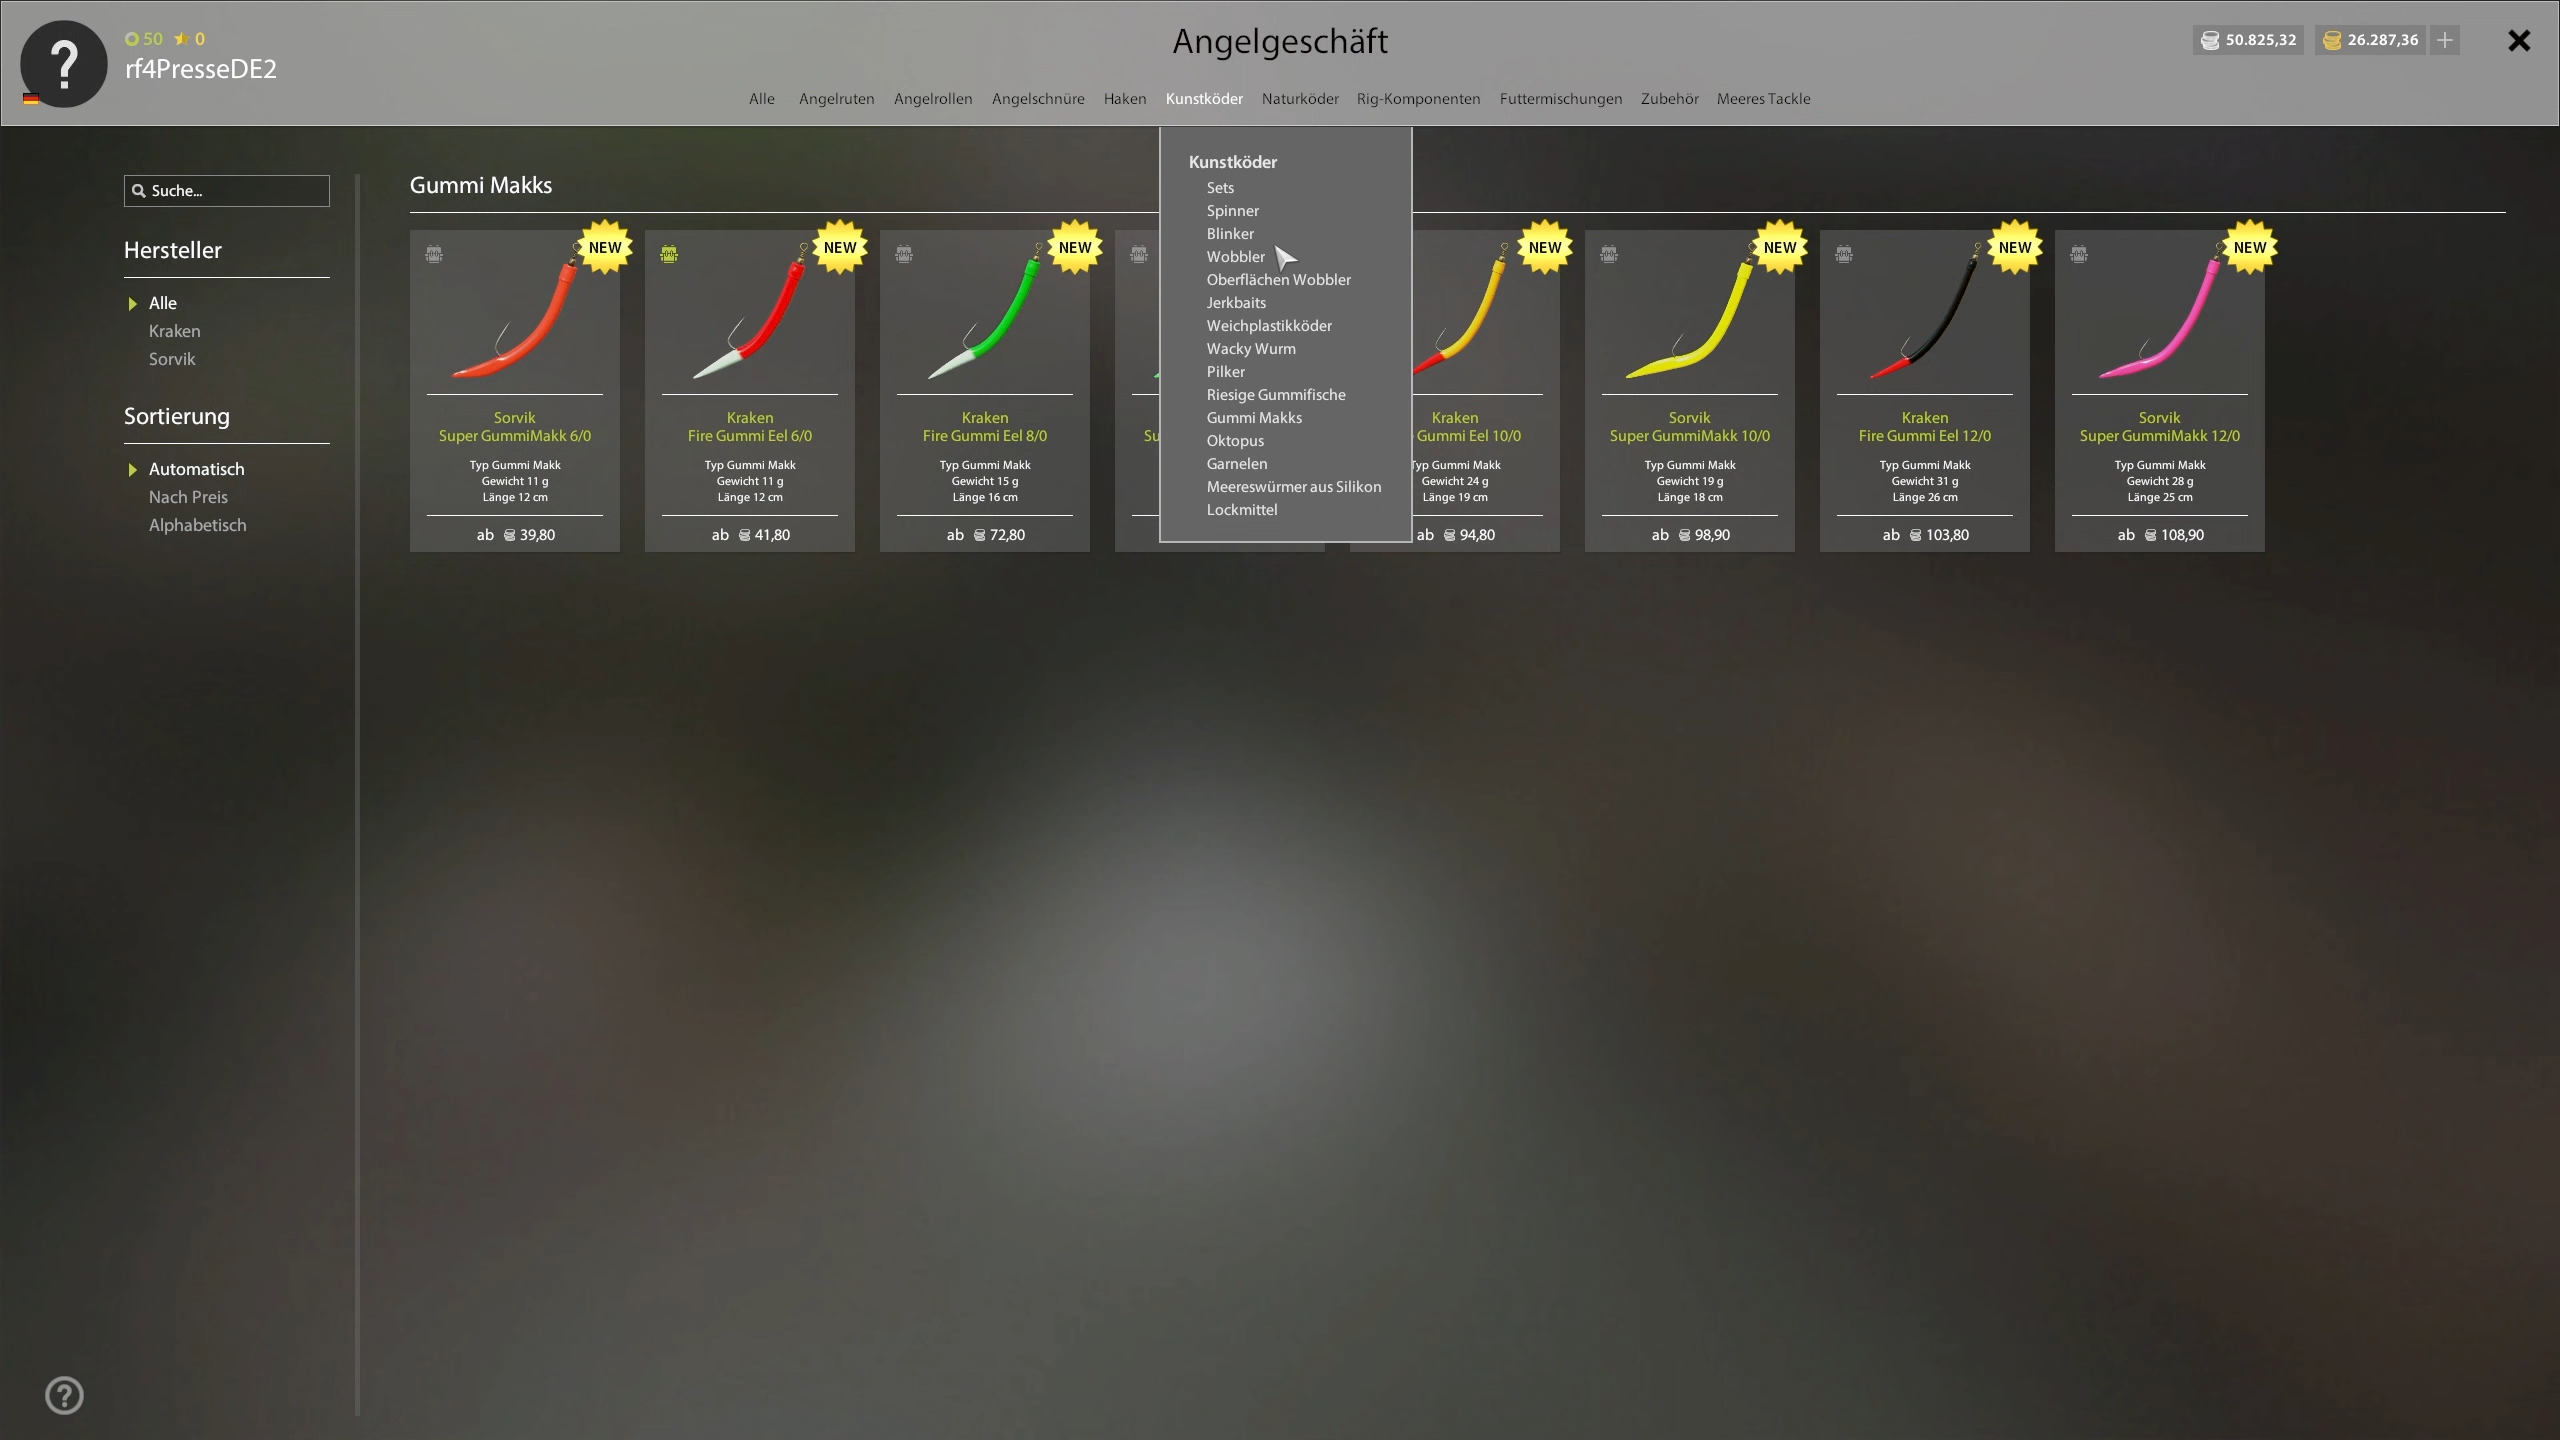 50 0
rf4PresseDE2
Angelgeschäft
50.825,32 26.287,36
Alle Angelruten Angelrollen Angelschnüre Haken Kunstköder Naturköder Rig-Komponenten Futtermischungen Zubehör Meeres Tackle
Suche...
Hersteller
Alle
Kraken
Sorvik
Sortierung
Automatisch
Nach Preis
Alphabetisch
Gummi Makks
Kunstköder
Sets
Spinner
Blinker
Wobbler
Oberflächen Wobbler
Jerkbaits
Weichplastikköder
Wacky Wurm
Pilker
Riesige Gummifische
Gummi Makks
Oktopus
Garnelen
Meereswürmer aus Silikon
Lockmittel
NEW
Sorvik
Super GummiMakk 6/0
Typ Gummi Makk
Gewicht 11 g
Länge 12 cm
ab 39,80
NEW
Kraken
Fire Gummi Eel 6/0
Typ Gummi Makk
Gewicht 11 g
Länge 12 cm
ab 41,80
NEW
Kraken
Fire Gummi Eel 8/0
Typ Gummi Makk
Gewicht 15 g
Länge 16 cm
ab 72,80
Su
NEW
Kraken
Gummi Eel 10/0
Typ Gummi Makk
Gewicht 24 g
Länge 19 cm
ab 94,80
NEW
Sorvik
Super GummiMakk 10/0
Typ Gummi Makk
Gewicht 19 g
Länge 18 cm
ab 98,90
NEW
Kraken
Fire Gummi Eel 12/0
Typ Gummi Makk
Gewicht 31 g
Länge 26 cm
ab 103,80
NEW
Sorvik
Super GummiMakk 12/0
Typ Gummi Makk
Gewicht 28 g
Länge 25 cm
ab 108,90